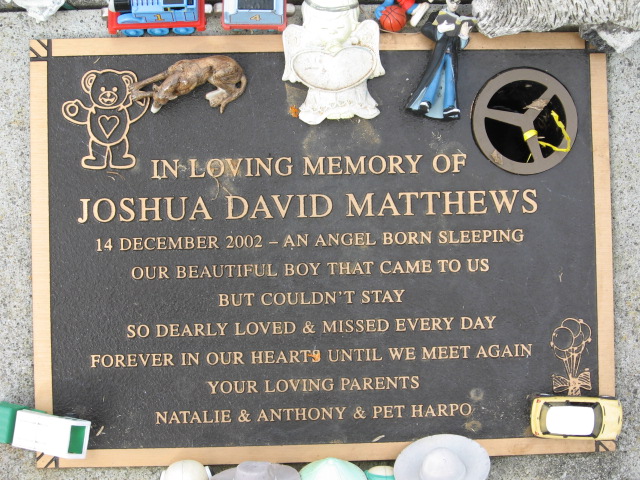 IN LOVING MEMORY OF
JOSHUA DAVID MATTHEWS
14 DECEMBER 2002 – AN ANGEL BORN SLEEPING
OUR BEAUTIFUL BOY THAT CAME TO US
BUT COULDN'T STAY
SO DEARLY LOVED & MISSED EVERY DAY
FOREVER IN OUR HEARTS UNTIL WE MEET AGAIN
YOUR LOVING PARENTS
NATALIE & ANTHONY & PET HARPO